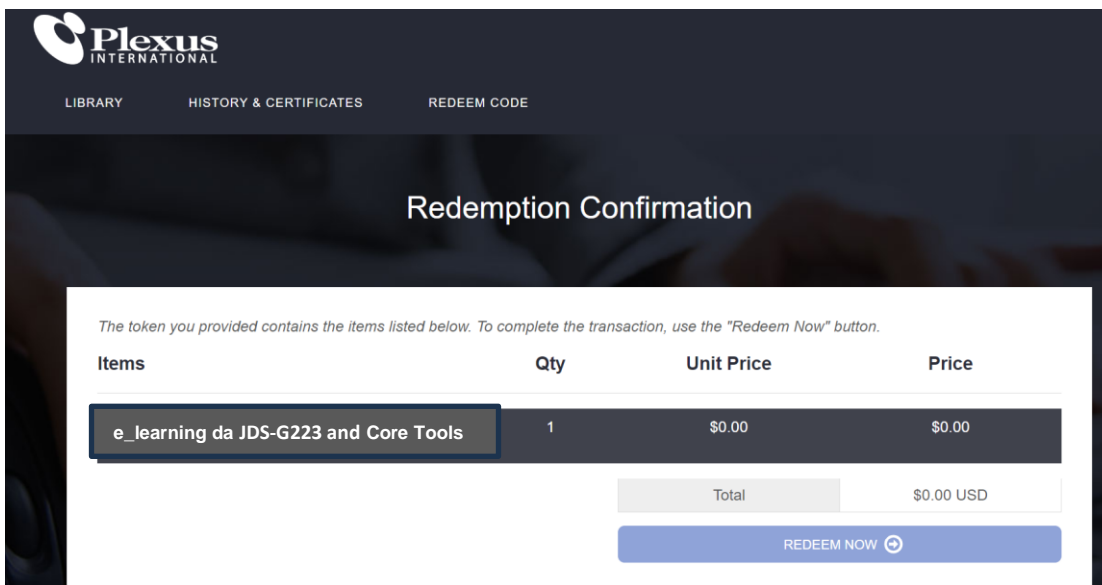 Plexus
INTERNATIONAL
LIBRARY HISTORY & CERTIFICATES REDEEM CODE
Redemption Confirmation
The token you provided contains the items listed below. To complete the transaction, use the "Redeem Now" button.
Items Qty Unit Price Price
e_learning da JDS-G223 and Core Tools 1 $0.00 $0.00
Total $0.00 USD
REDEEM NOW